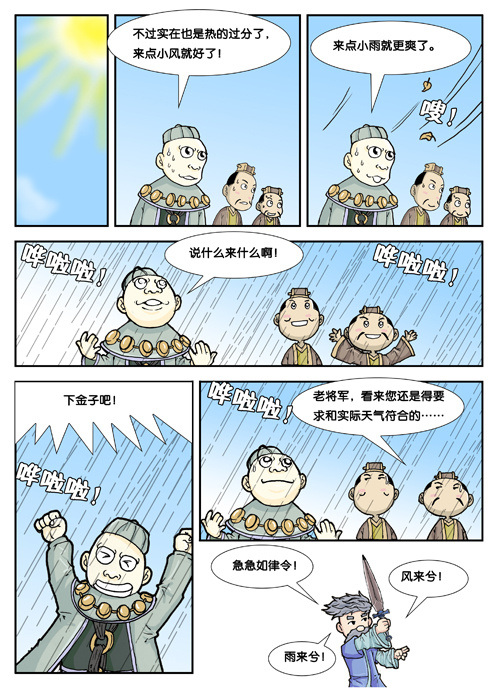 不过实在也是热的过分了，
来点小风就好了！
来点小雨就更爽了。
嗖！
哗啦啦！
说什么来什么啊！
哗啦啦！
下金子吧！
哗啦啦！
哗啦啦！
老将军，看来您还是得要
求和实际天气符合的……
急急如律令！
风来兮！
雨来兮！